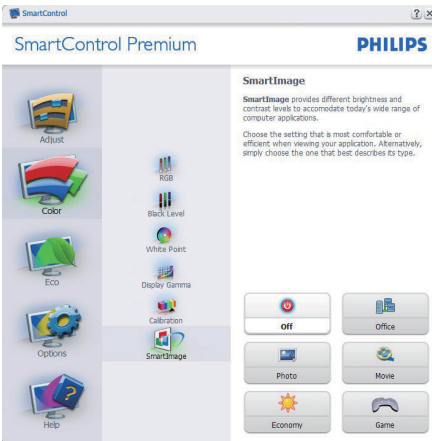 SmartControl
SmartControl Premium
PHILIPS
Adjust
Color
Eco
Options
Help
RGB
Black Level
White Point
Display Gamma
Calibration
SmartImage
SmartImage
SmartImage provides different brightness and
contrast levels to accomodate today's wide range of
computer applications.
Choose the setting that is most comfortable or
efficient when viewing your application. Alternatively,
simply choose the one that best describes its type.
Off
Office
Photo
Movie
Economy
Game